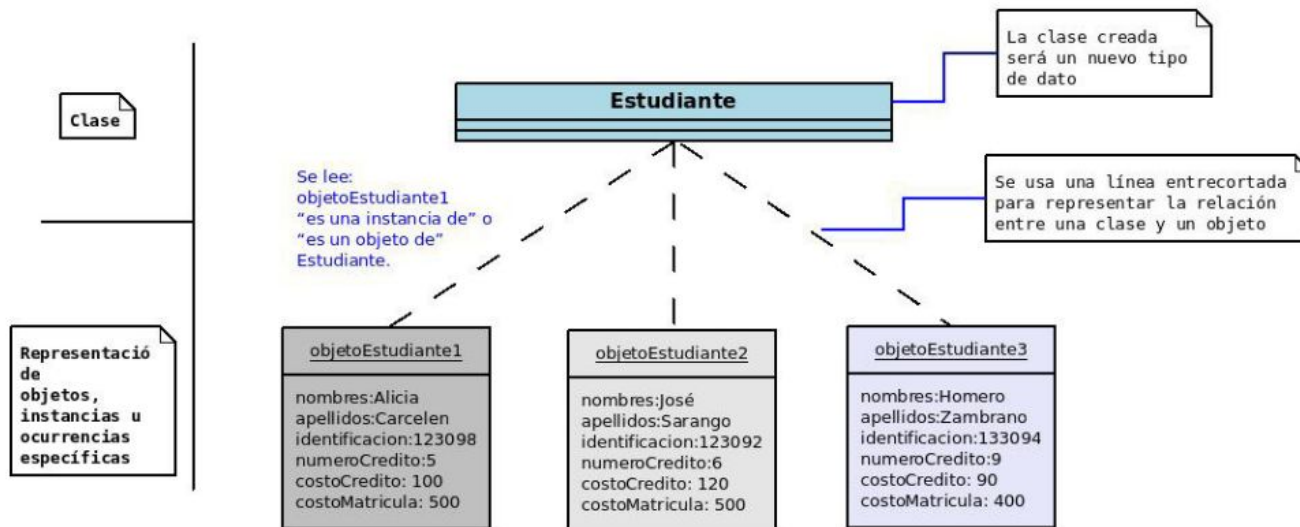 La clase creada
será un nuevo tipo
de dato
Estudiante
Clase
Se lee:
objetoEstudiante1
“es una instancia de” o
“es un objeto de”
Estudiante.
Se usa una línea entrecortada
para representar la relación
entre una clase y un objeto
Representació
de
objetos,
instancias u
ocurrencias
específicas
objetoEstudiante1
nombres:Alicia
apellidos:Carcelen
identificacion:123098
numeroCredito:5
costoCredito: 100
costoMatricula: 500
objetoEstudiante2
nombres:José
apellidos:Sarango
identificacion:123092
numeroCredito:6
costoCredito: 120
costoMatricula: 500
objetoEstudiante3
nombres:Homero
apellidos:Zambrano
identificacion:133094
numeroCredito:9
costoCredito: 90
costoMatricula: 400